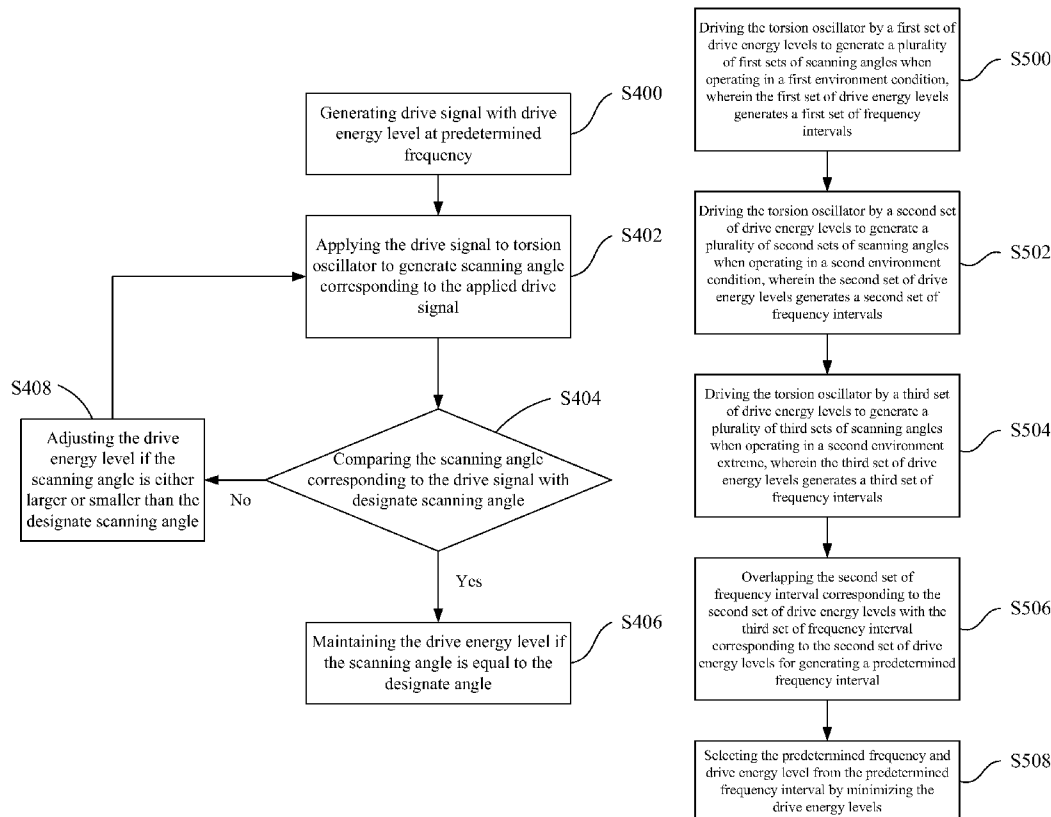 S400
Generating drive signal with drive
energy level at predetermined
frequency
S402
Applying the drive signal to torsion
oscillator to generate scanning angle
corresponding to the applied drive
signal
S408
Adjusting the drive
energy level if the
scanning angle is either
larger or smaller than the
designate scanning angle
S404
Comparing the scanning angle
corresponding to the drive signal with
designate scanning angle
No
Yes
S406
Maintaining the drive energy level if
the scanning angle is equal to the
designate angle
Driving the torsion oscillator by a first set of
drive energy levels to generate a plurality
of first sets of scanning angles when
operating in a first environment condition,
wherein the first set of drive energy levels
generates a first set of frequency
intervals
S500
Driving the torsion oscillator by a second set
of drive energy levels to generate a
plurality of second sets of scanning angles
when operating in a second environment
condition, wherein the second set of drive
energy levels generates a second set of
frequency intervals
S502
Driving the torsion oscillator by a third set
of drive energy levels to generate a
plurality of third sets of scanning angles
when operating in a second environment
extreme, wherein the third set of drive
energy levels generates a third set of
frequency intervals
S504
Overlapping the second set of
frequency interval corresponding to the
second set of drive energy levels with the
third set of frequency interval
corresponding to the second set of drive
energy levels for generating a predetermined
frequency interval
S506
Selecting the predetermined frequency and
drive energy level from the predetermined
frequency interval by minimizing the
drive energy levels
S508